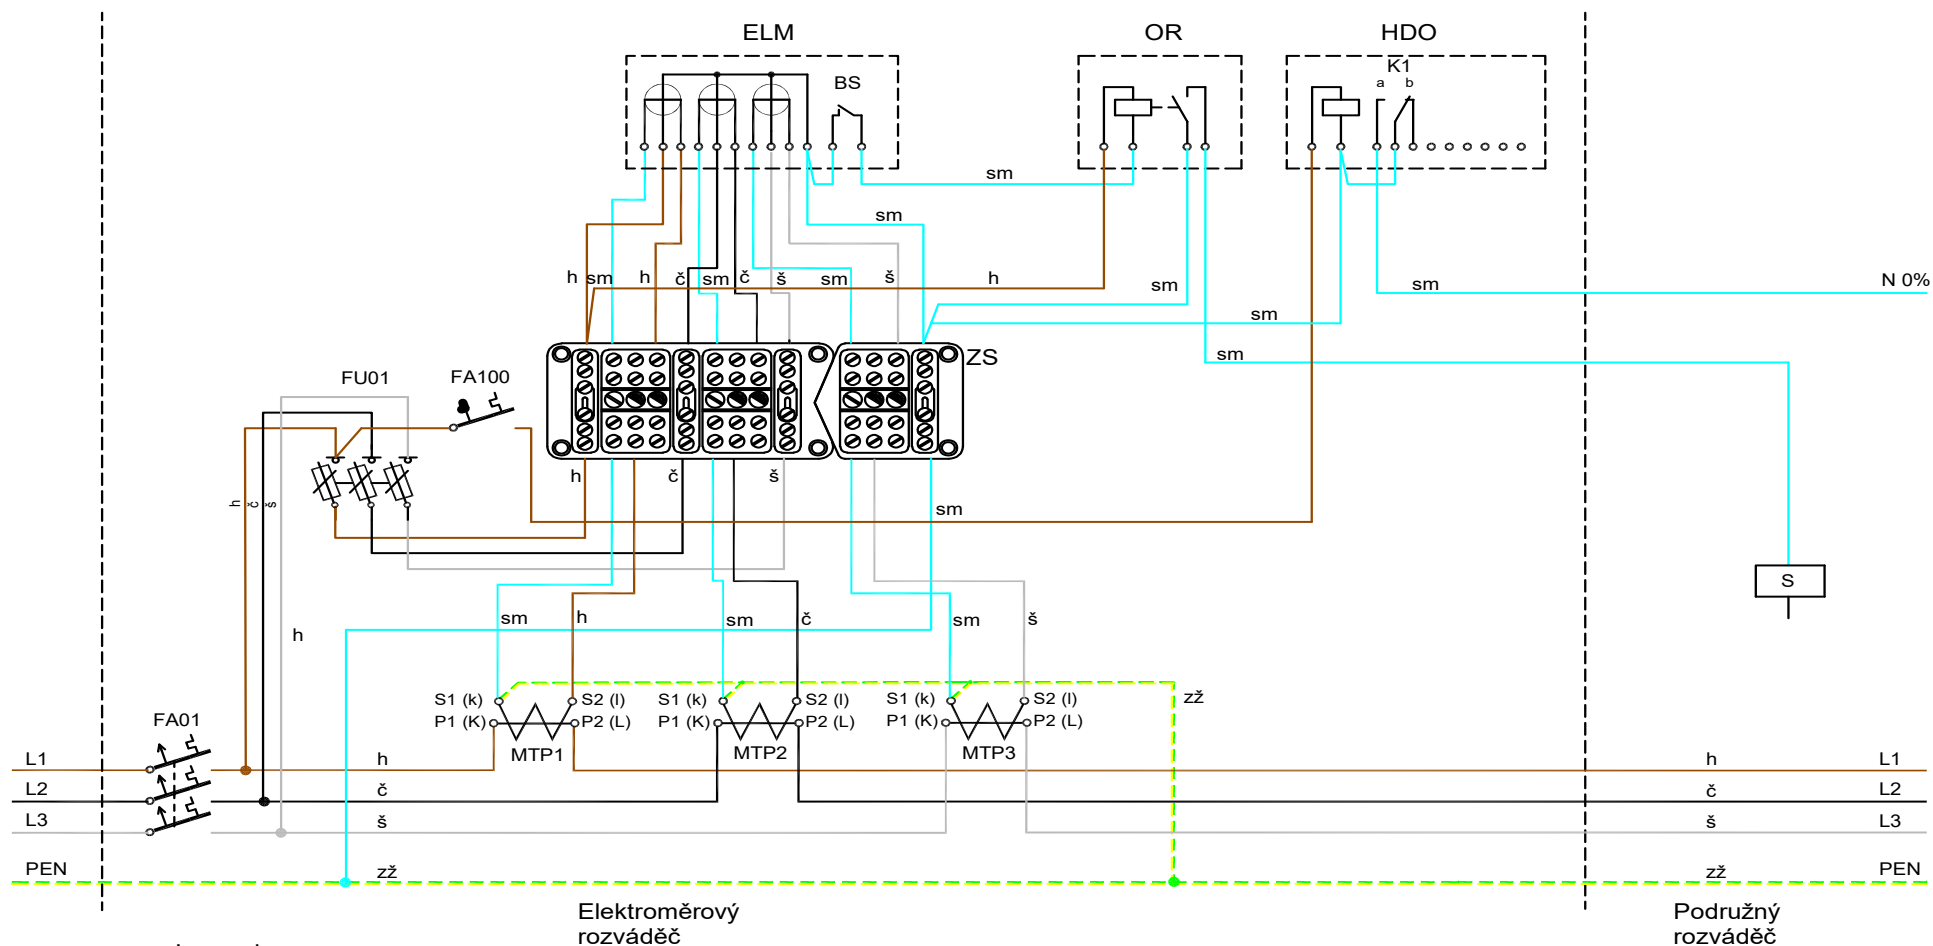 ELM OR HDO
K1
BS a b
sm
sm
h sm h č sm č š sm š h sm sm N 0%
sm
ZS sm
FU01 FA100
h č š
h č š sm
h
sm h sm č sm š
S
S1 (k) S2 (l) S1 (k) S2 (l) S1 (k) S2 (l) zž
P1 (K) P2 (L) P1 (K) P2 (L) P1 (K) P2 (L)
FA01
MTP1 MTP2 MTP3
L1 h h L1
L2 č č L2
L3 š š L3
PEN zž zž PEN
Elektroměrový
rozváděč
Podružný
rozváděč